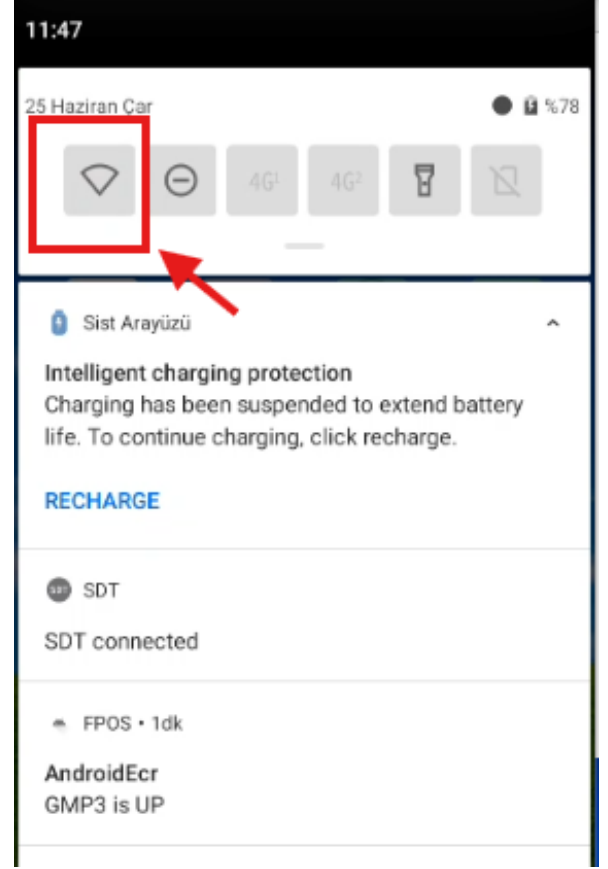 11:47
25 Haziran Çar %78
4G¹ 4G²
Sist Arayüzü
Intelligent charging protection
Charging has been suspended to extend battery
life. To continue charging, click recharge.
RECHARGE
SDT SDT
SDT connected
FPOS • 1dk
AndroidEcr
GMP3 is UP